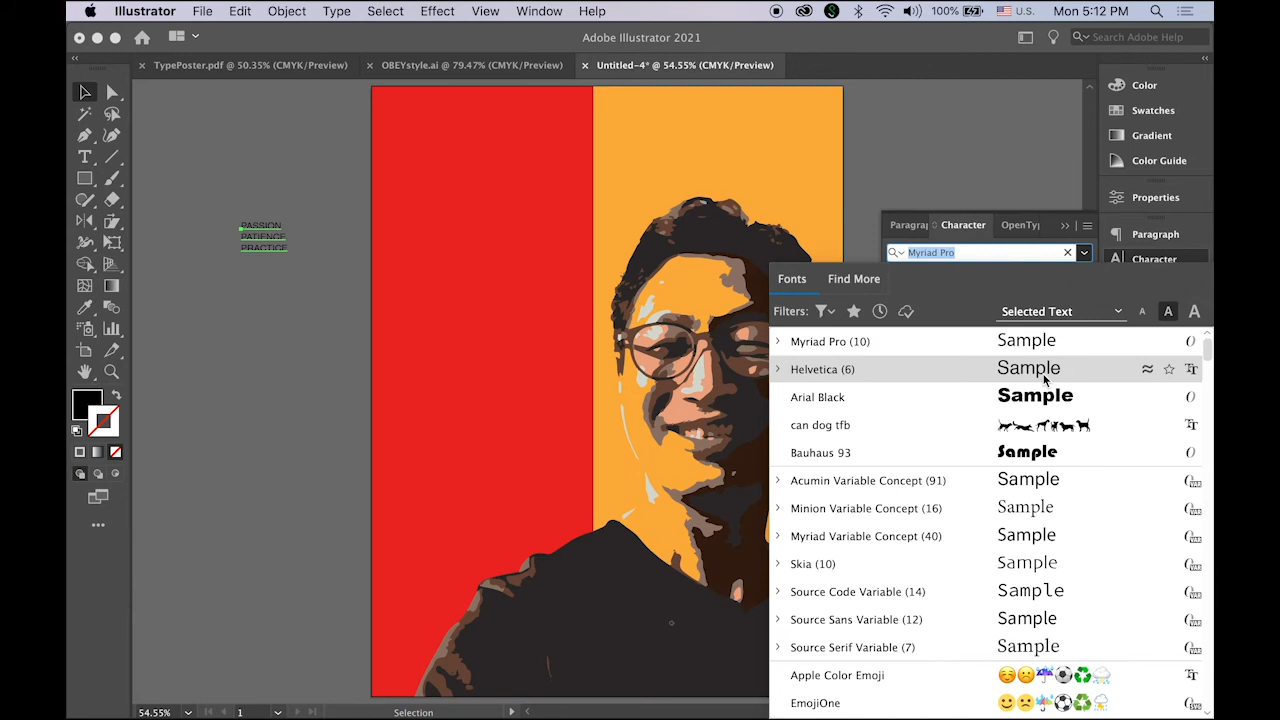 Illustrator File Edit Object Type Select Effect View Window Help 100% U.S. Mon 5:12 PM
Adobe Illustrator 2021 Search Adobe Help
TypePoster.pdf @ 50.35% (CMYK/Preview) OBEYstyle.ai @ 79.47% (CMYK/Preview) Untitled-4* @ 54.55% (CMYK/Preview)
Color
Swatches
Gradient
Color Guide
Properties
Paragraph
Character
PASSION
PATIENCE
PRACTICE
Paragraph Character OpenTyp
Myriad Pro
Fonts Find More
Filters: Selected Text A A A
Myriad Pro (10) Sample
Helvetica (6) Sample
Arial Black Sample
can dog tfb
Bauhaus 93 Sample
Acumin Variable Concept (91) Sample
Minion Variable Concept (16) Sample
Myriad Variable Concept (40) Sample
Skia (10) Sample
Source Code Variable (14) Sample
Source Sans Variable (12) Sample
Source Serif Variable (7) Sample
Apple Color Emoji
EmojiOne
54.55% 1 Selection